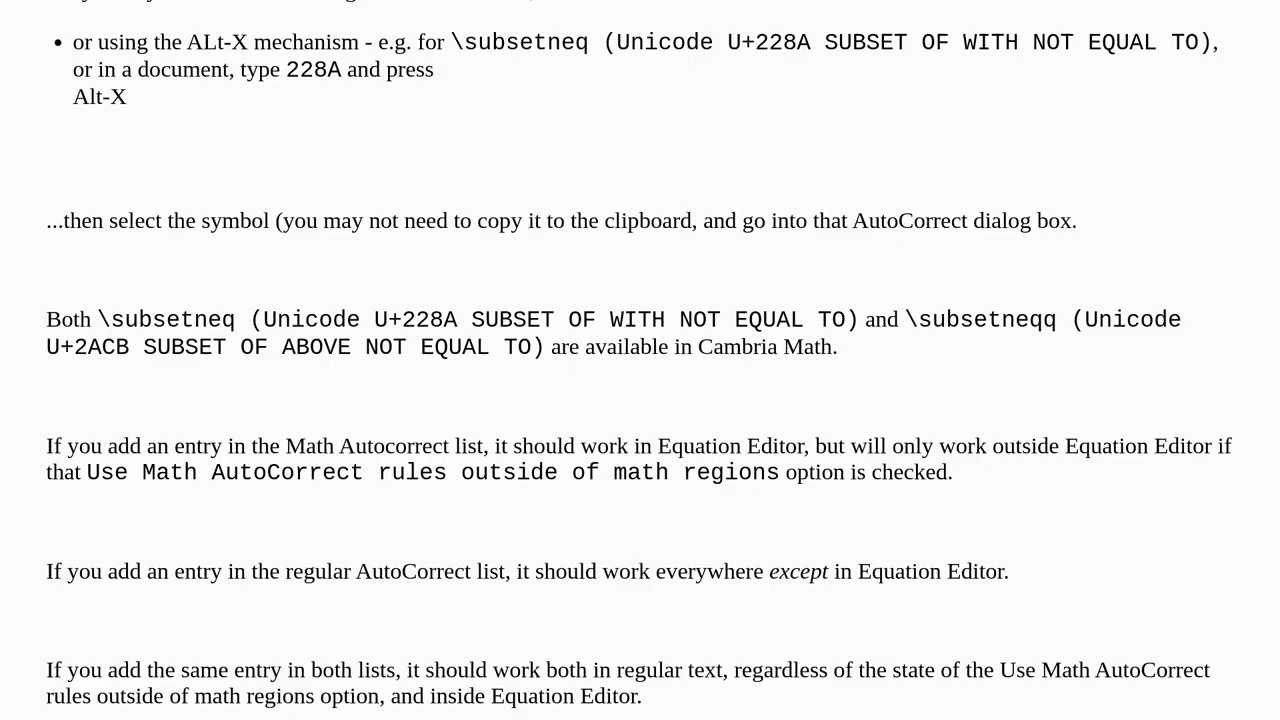 or using the ALt-X mechanism - e.g. for \subsetneq (Unicode U+228A SUBSET OF WITH NOT EQUAL TO),
or in a document, type 228A and press
Alt-X
...then select the symbol (you may not need to copy it to the clipboard, and go into that AutoCorrect dialog box.
Both \subsetneq (Unicode U+228A SUBSET OF WITH NOT EQUAL TO) and \subsetneqq (Unicode
U+2ACB SUBSET OF ABOVE NOT EQUAL TO) are available in Cambria Math.
If you add an entry in the Math Autocorrect list, it should work in Equation Editor, but will only work outside Equation Editor if
that Use Math AutoCorrect rules outside of math regions option is checked.
If you add an entry in the regular AutoCorrect list, it should work everywhere except in Equation Editor.
If you add the same entry in both lists, it should work both in regular text, regardless of the state of the Use Math AutoCorrect
rules outside of math regions option, and inside Equation Editor.